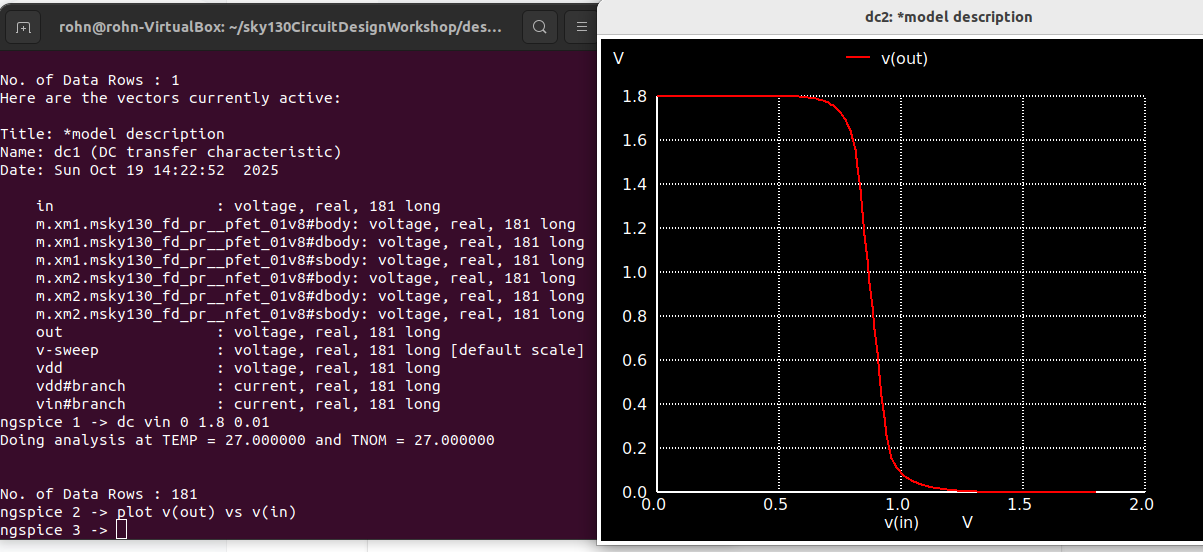 rohn@rohn-VirtualBox: ~/sky130CircuitDesignWorkshop/des...
No. of Data Rows : 1
Here are the vectors currently active:
Title: *model description
Name: dc1 (DC transfer characteristic)
Date: Sun Oct 19 14:22:52  2025
in : voltage, real, 181 long
m.xm1.msky130_fd_pr__pfet_01v8#body: voltage, real, 181 long
m.xm1.msky130_fd_pr__pfet_01v8#dbody: voltage, real, 181 long
m.xm1.msky130_fd_pr__pfet_01v8#sbody: voltage, real, 181 long
m.xm2.msky130_fd_pr__nfet_01v8#body: voltage, real, 181 long
m.xm2.msky130_fd_pr__nfet_01v8#dbody: voltage, real, 181 long
m.xm2.msky130_fd_pr__nfet_01v8#sbody: voltage, real, 181 long
out : voltage, real, 181 long
v-sweep : voltage, real, 181 long [default scale]
vdd : voltage, real, 181 long
vdd#branch : current, real, 181 long
vin#branch : current, real, 181 long
ngspice 1 -> dc vin 0 1.8 0.01
Doing analysis at TEMP = 27.000000 and TNOM = 27.000000
No. of Data Rows : 181
ngspice 2 -> plot v(out) vs v(in)
ngspice 3 ->
dc2: *model description
V
v(out)
1.8
1.6
1.4
1.2
1.0
0.8
0.6
0.4
0.2
0.0
0.0 0.5 1.0 1.5 2.0
v(in) V